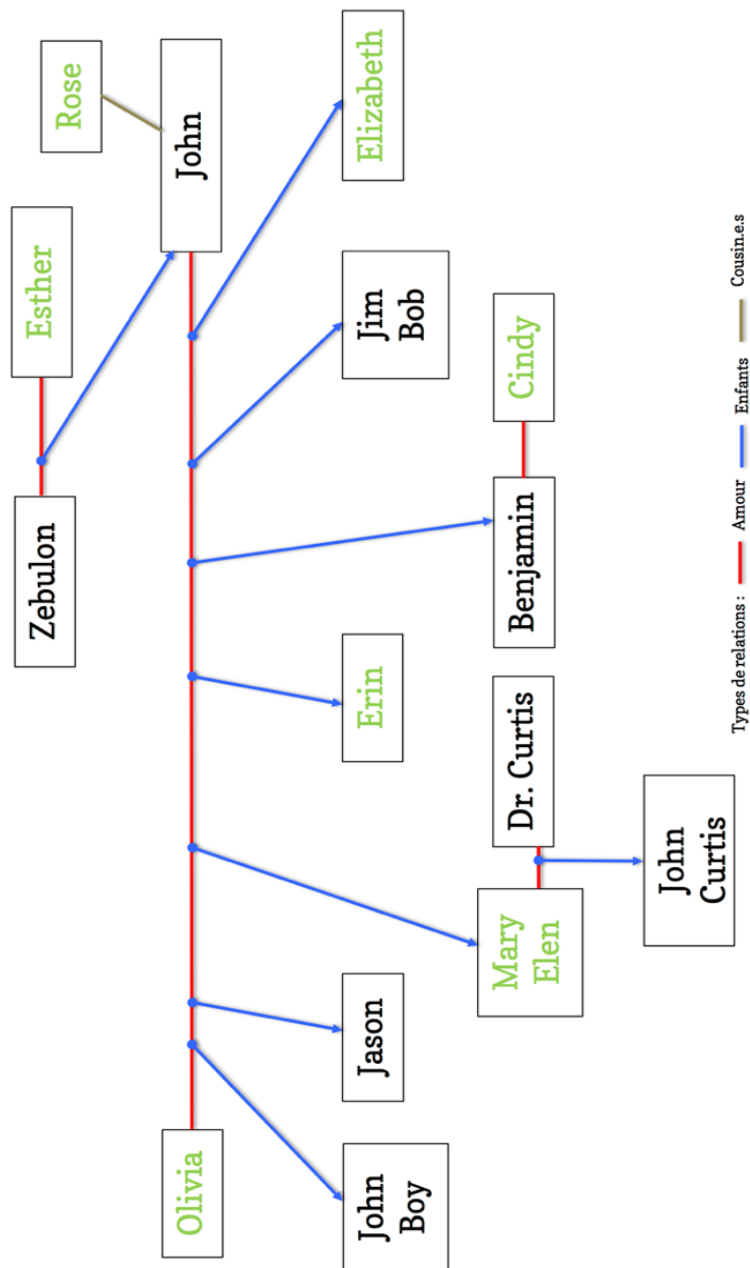 Rose
Zebulon
Esther
Olivia
John
John
Boy
Jason
Erin
Jim
Bob
Elizabeth
Mary
Elen
Dr. Curtis
Benjamin
Cindy
John
Curtis
Types de relations : Amour Enfants Cousin.e.s